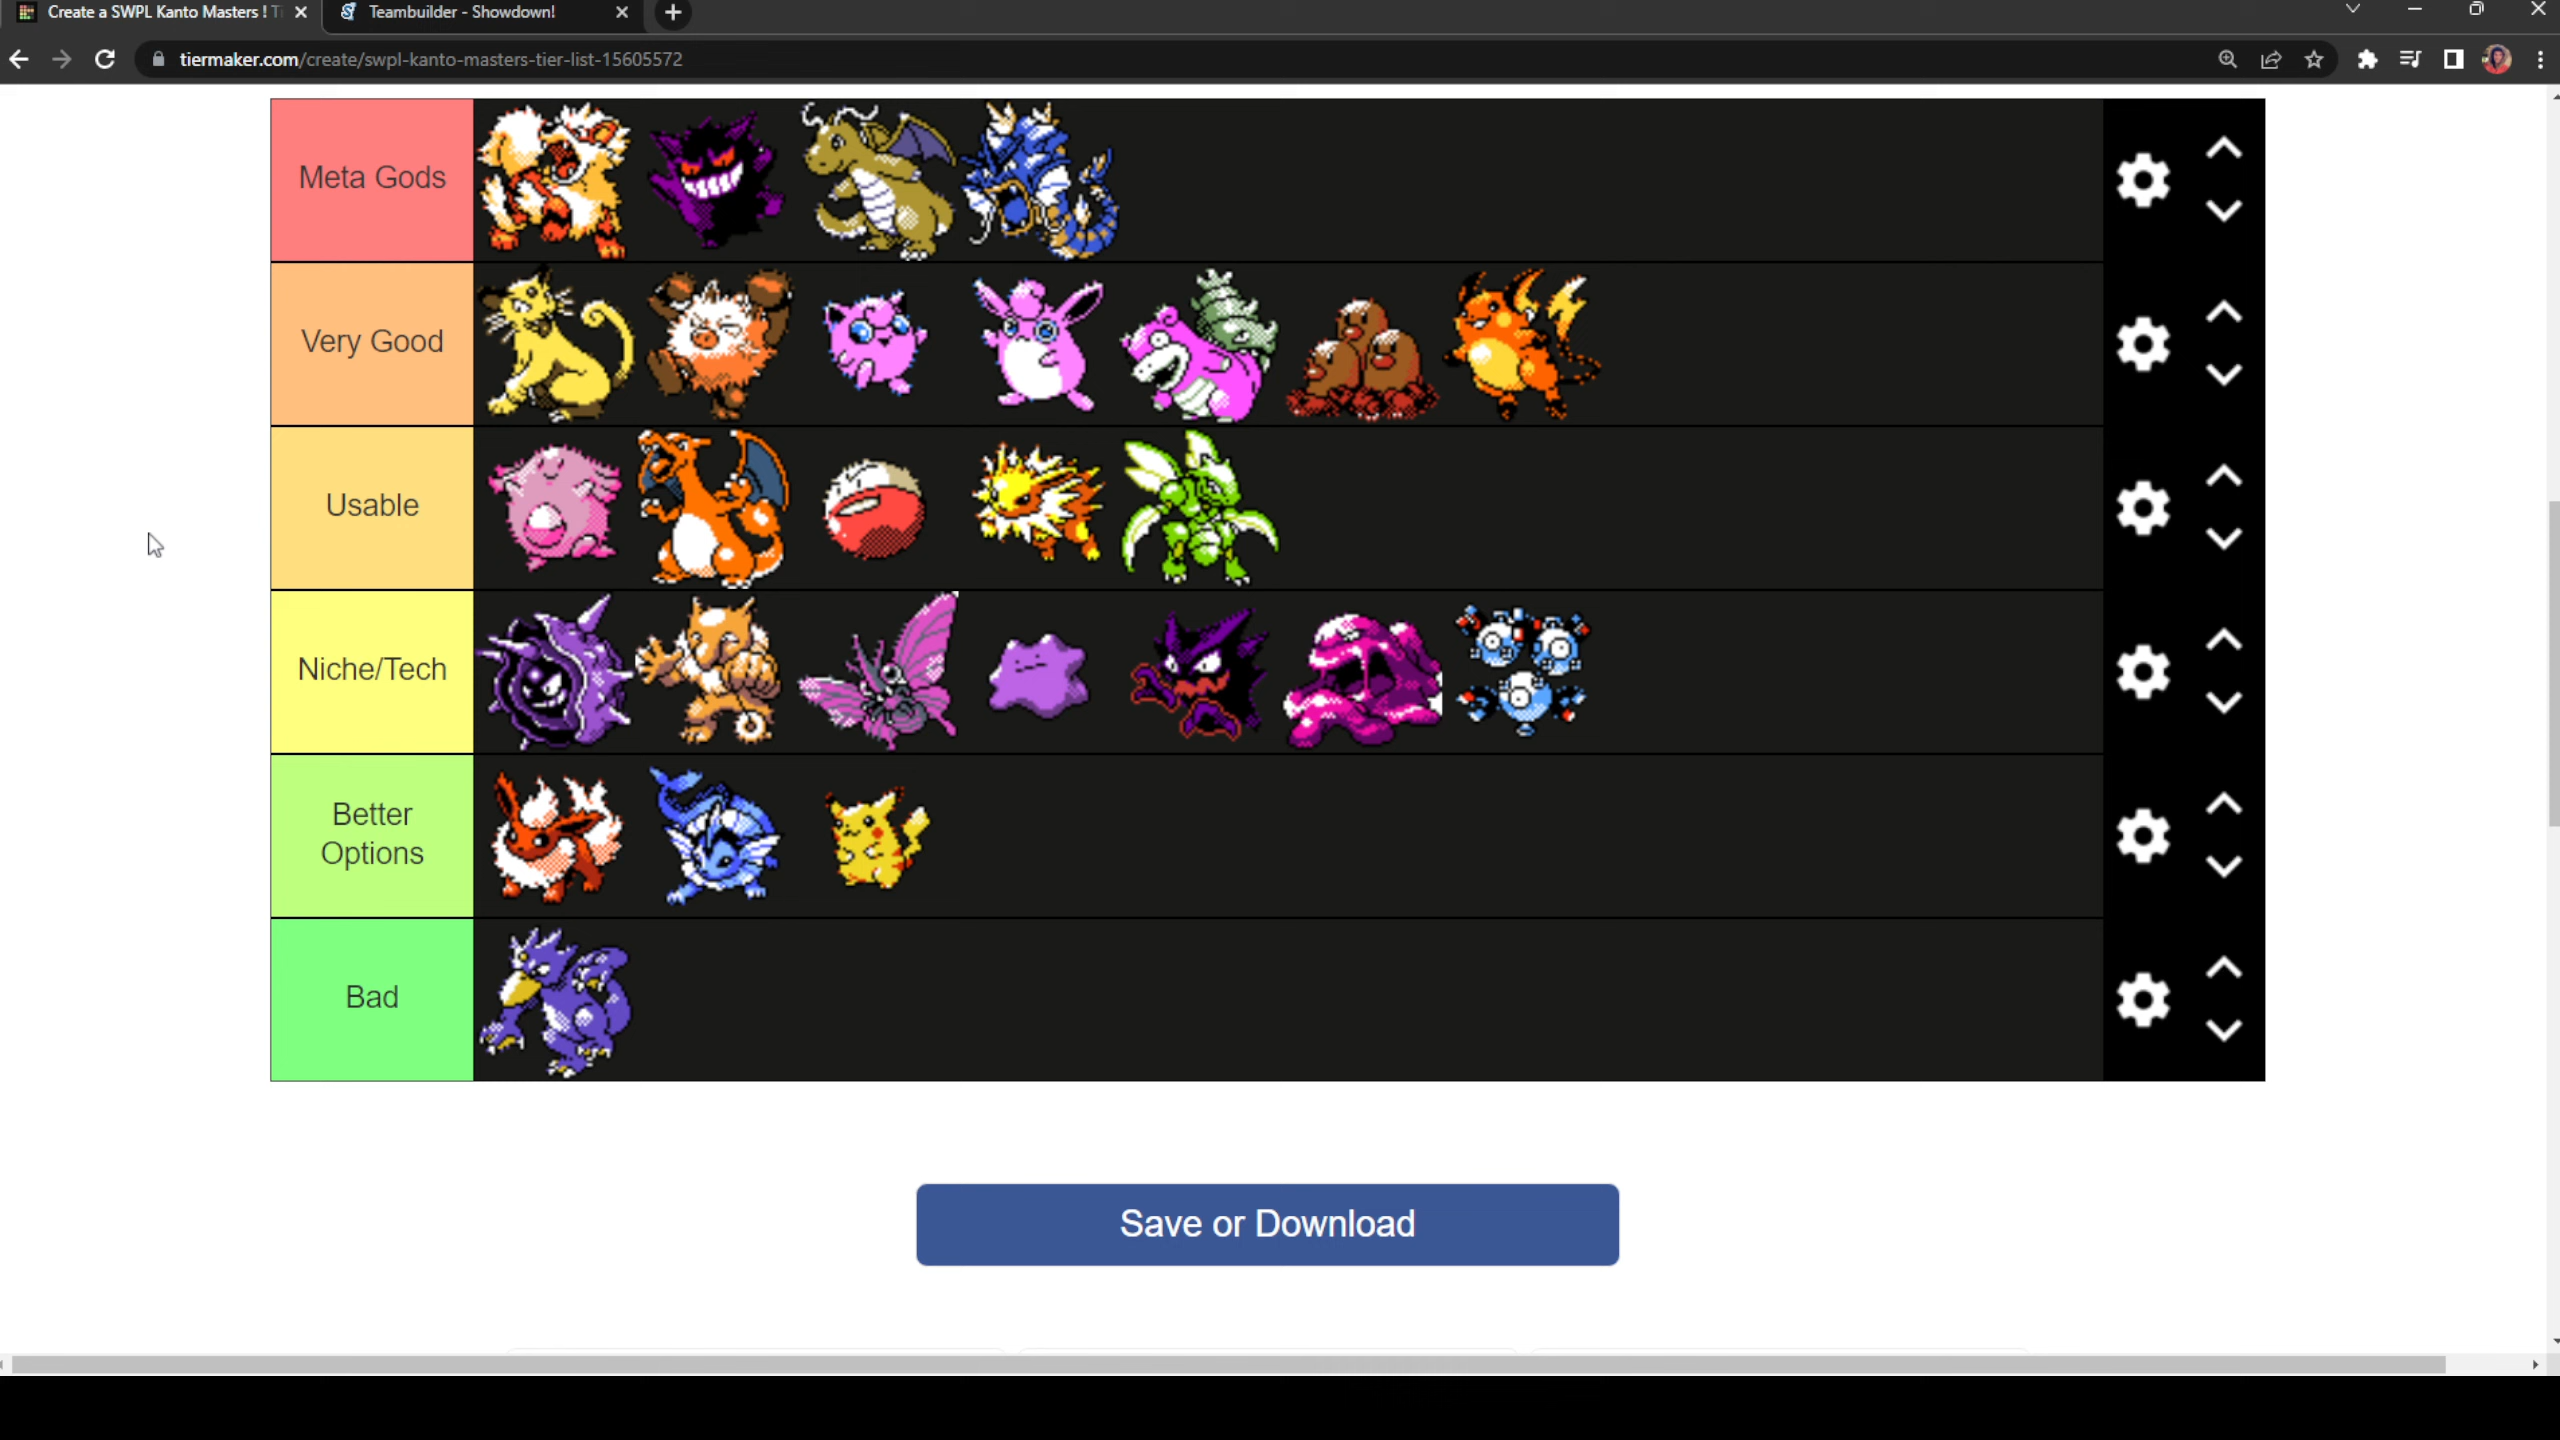 Create a SWPL Kanto Masters ! Ti
Teambuilder - Showdown!
tiermaker.com/create/swpl-kanto-masters-tier-list-15605572
Meta Gods
Very Good
Usable
Niche/Tech
Better
Options
Bad
Save or Download